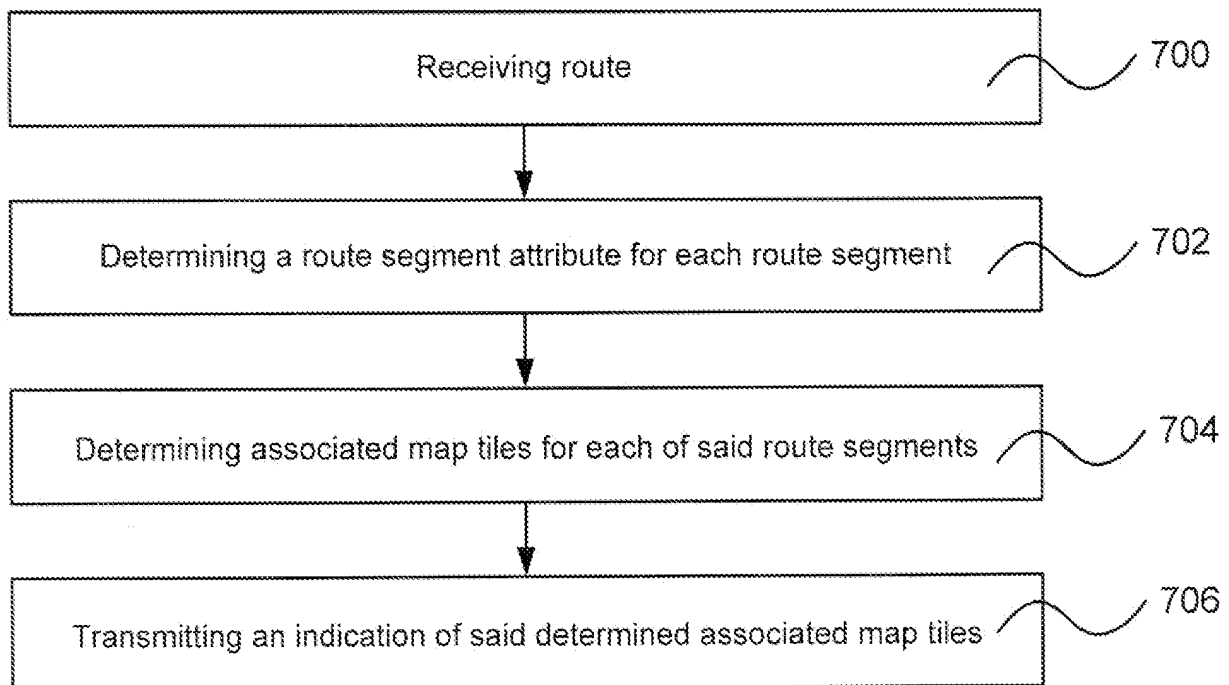 Receiving route
700
Determining a route segment attribute for each route segment
702
Determining associated map tiles for each of said route segments
704
Transmitting an indication of said determined associated map tiles
706